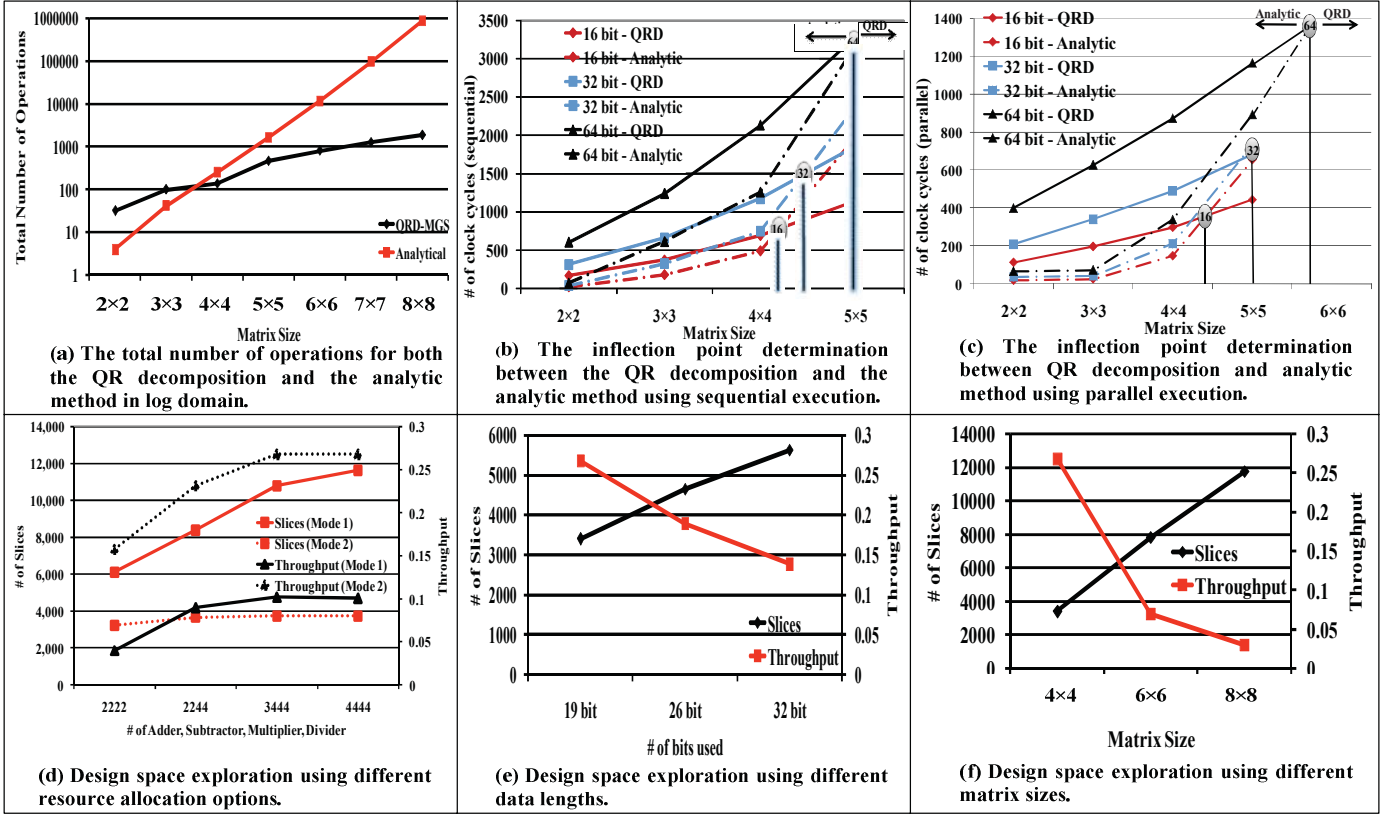 1000000
100000
10000
1000
100
10
1
Total Number of Operations
QRD-MGS
Analytical
2×2 3×3 4×4 5×5 6×6 7×7 8×8
Matrix Size
(a) The total number of operations for both
the QR decomposition and the analytic
method in log domain.
3500
3000
2500
2000
1500
1000
500
0
# of clock cycles (sequential)
16 bit - QRD
16 bit - Analytic
32 bit - QRD
32 bit - Analytic
64 bit - QRD
64 bit - Analytic
QRD
64
32
16
2×2 3×3 4×4 5×5
Matrix Size
(b) The inflection point determination
between the QR decomposition and the
analytic method using sequential execution.
1400
1200
1000
800
600
400
200
0
# of clock cycles (parallel)
16 bit - QRD
16 bit - Analytic
32 bit - QRD
32 bit - Analytic
64 bit - QRD
64 bit - Analytic
Analytic QRD
64
32
16
2×2 3×3 4×4 5×5 6×6
Matrix Size
(c) The inflection point determination
between QR decomposition and analytic
method using parallel execution.
14,000
12,000
10,000
8,000
6,000
4,000
2,000
0
# of Slices
0.3
0.25
0.2
0.15
0.1
0.05
0
Throughput
Slices (Mode 1)
Slices (Mode 2)
Throughput (Mode 1)
Throughput (Mode 2)
2222 2244 3444 4444
# of Adder, Subtractor, Multiplier, Divider
(d) Design space exploration using different
resource allocation options.
6000
5000
4000
3000
2000
1000
0
# of Slices
0.3
0.25
0.2
0.15
0.1
0.05
0
Throughput
Slices
Throughput
19 bit 26 bit 32 bit
# of bits used
(e) Design space exploration using different
data lengths.
14000
12000
10000
8000
6000
4000
2000
0
# of Slices
0.3
0.25
0.2
0.15
0.1
0.05
0
Throughput
Slices
Throughput
4×4 6×6 8×8
Matrix Size
(f) Design space exploration using different
matrix sizes.